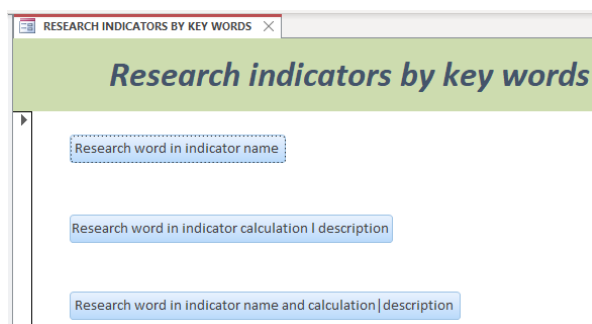 RESEARCH INDICATORS BY KEY WORDS
Research indicators by key words
Research word in indicator name
Research word in indicator calculation l description
Research word in indicator name and calculation|description